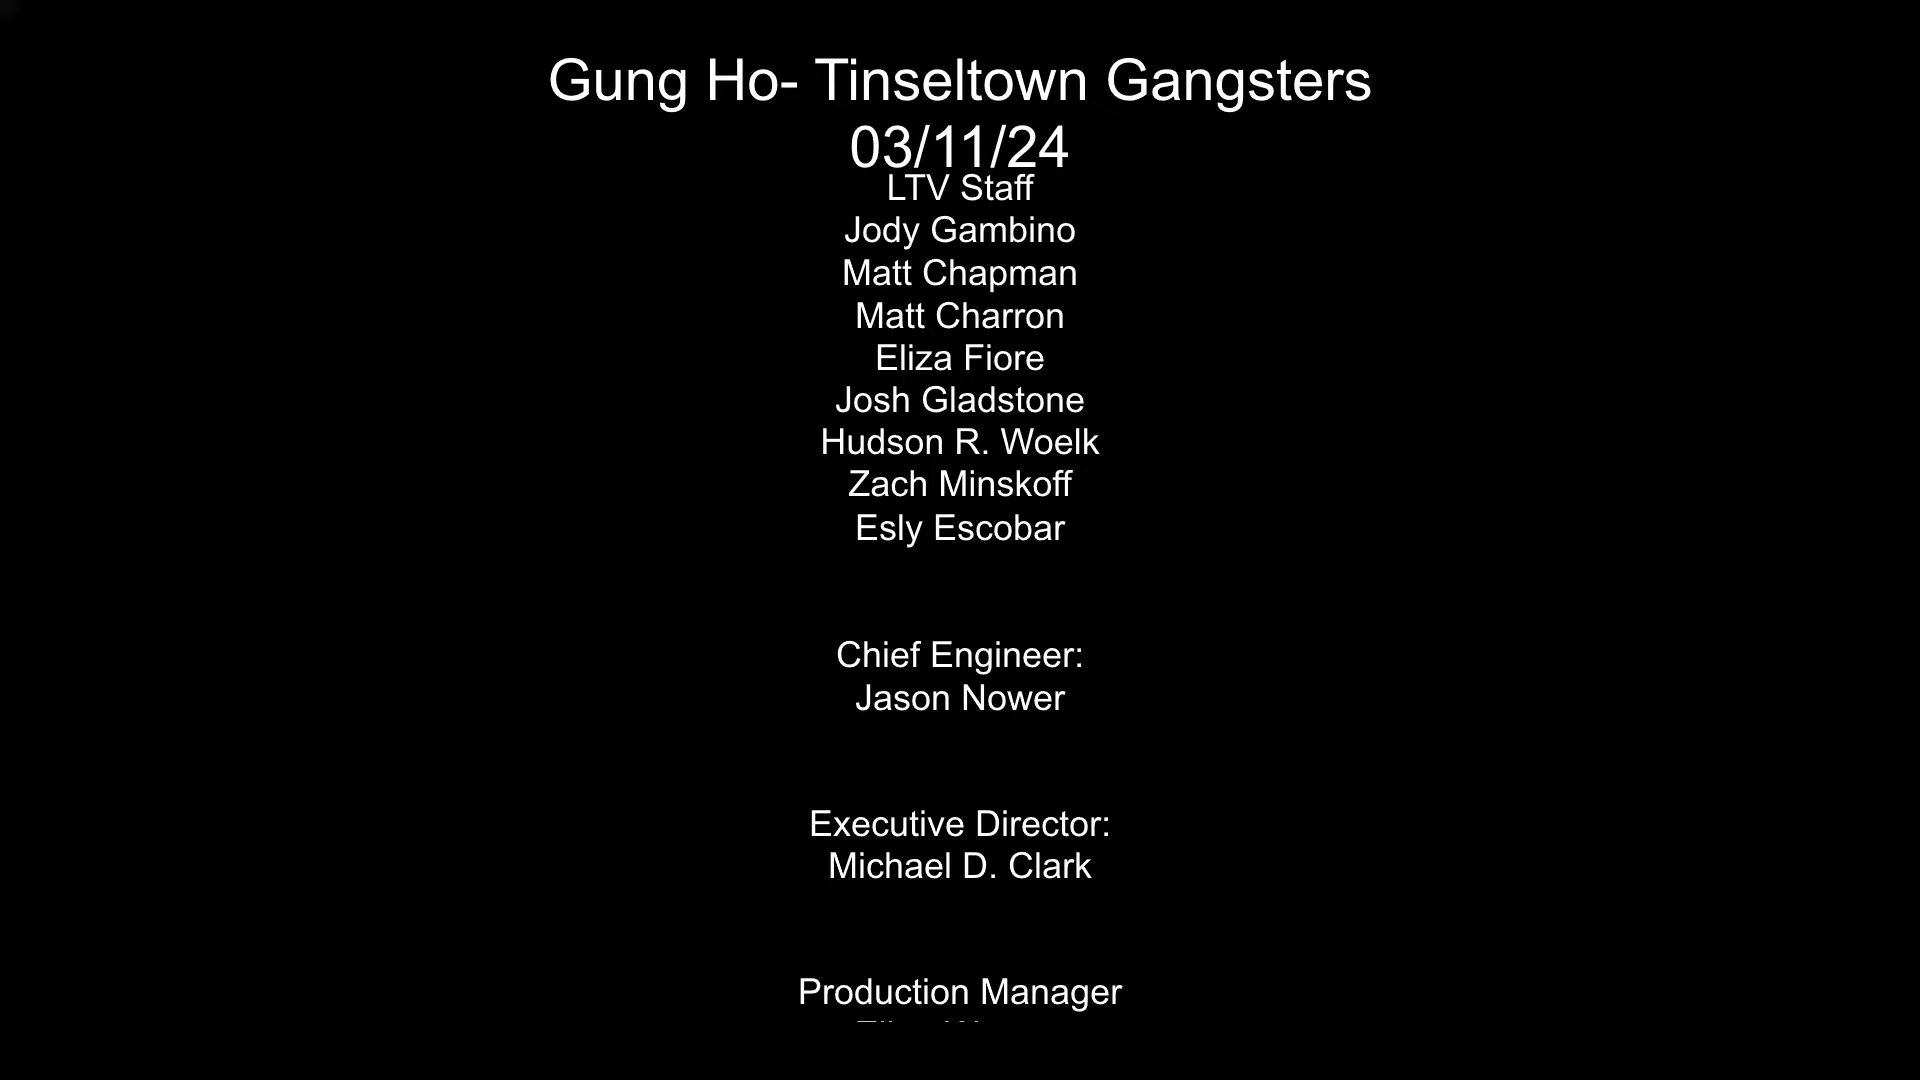 Gung Ho- Tinseltown Gangsters
03/11/24
LTV Staff
Jody Gambino
Matt Chapman
Matt Charron
Eliza Fiore
Josh Gladstone
Hudson R. Woelk
Zach Minskoff
Esly Escobar
Chief Engineer:
Jason Nower
Executive Director:
Michael D. Clark
Production Manager